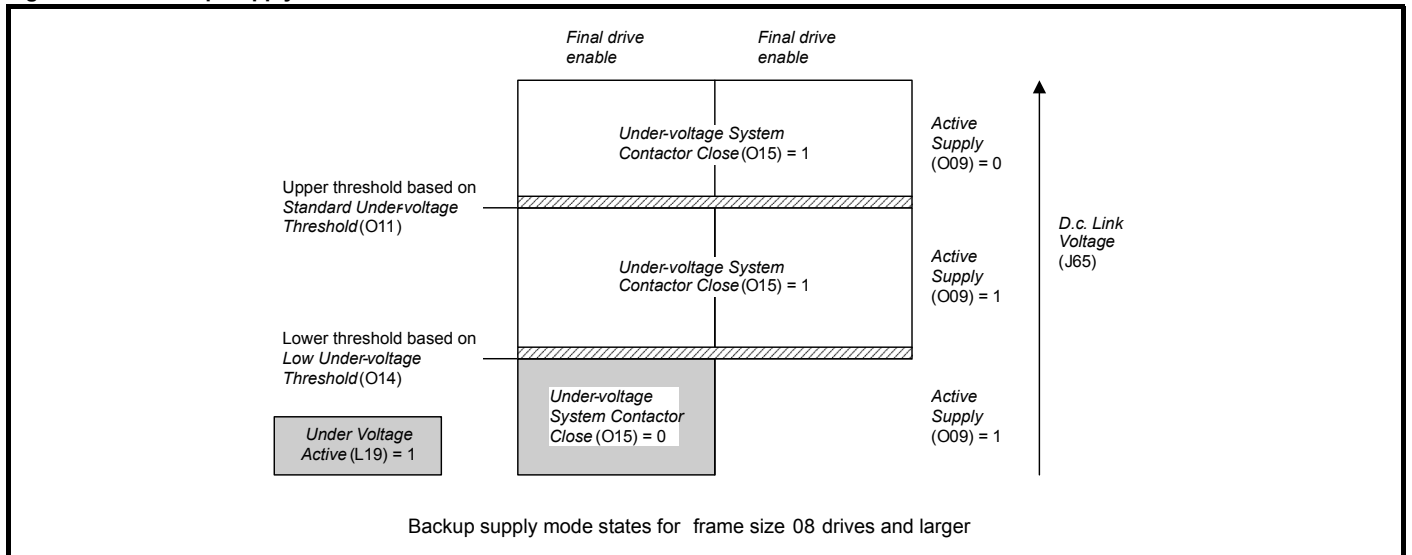 Final drive
enable
Final drive
enable
Under-voltage System
Contactor Close (O15) = 1
Active
Supply
(O09) = 0
Upper threshold based on
Standard Under-voltage
Threshold (O11)
D.c. Link
Voltage
(J65)
Under-voltage System
Contactor Close (O15) = 1
Active
Supply
(O09) = 1
Lower threshold based on
Low Under-voltage
Threshold (O14)
Under-voltage
System Contactor
Close (O15) = 0
Active
Supply
(O09) = 1
Under Voltage
Active (L19) = 1
Backup supply mode states for frame size 08 drives and larger